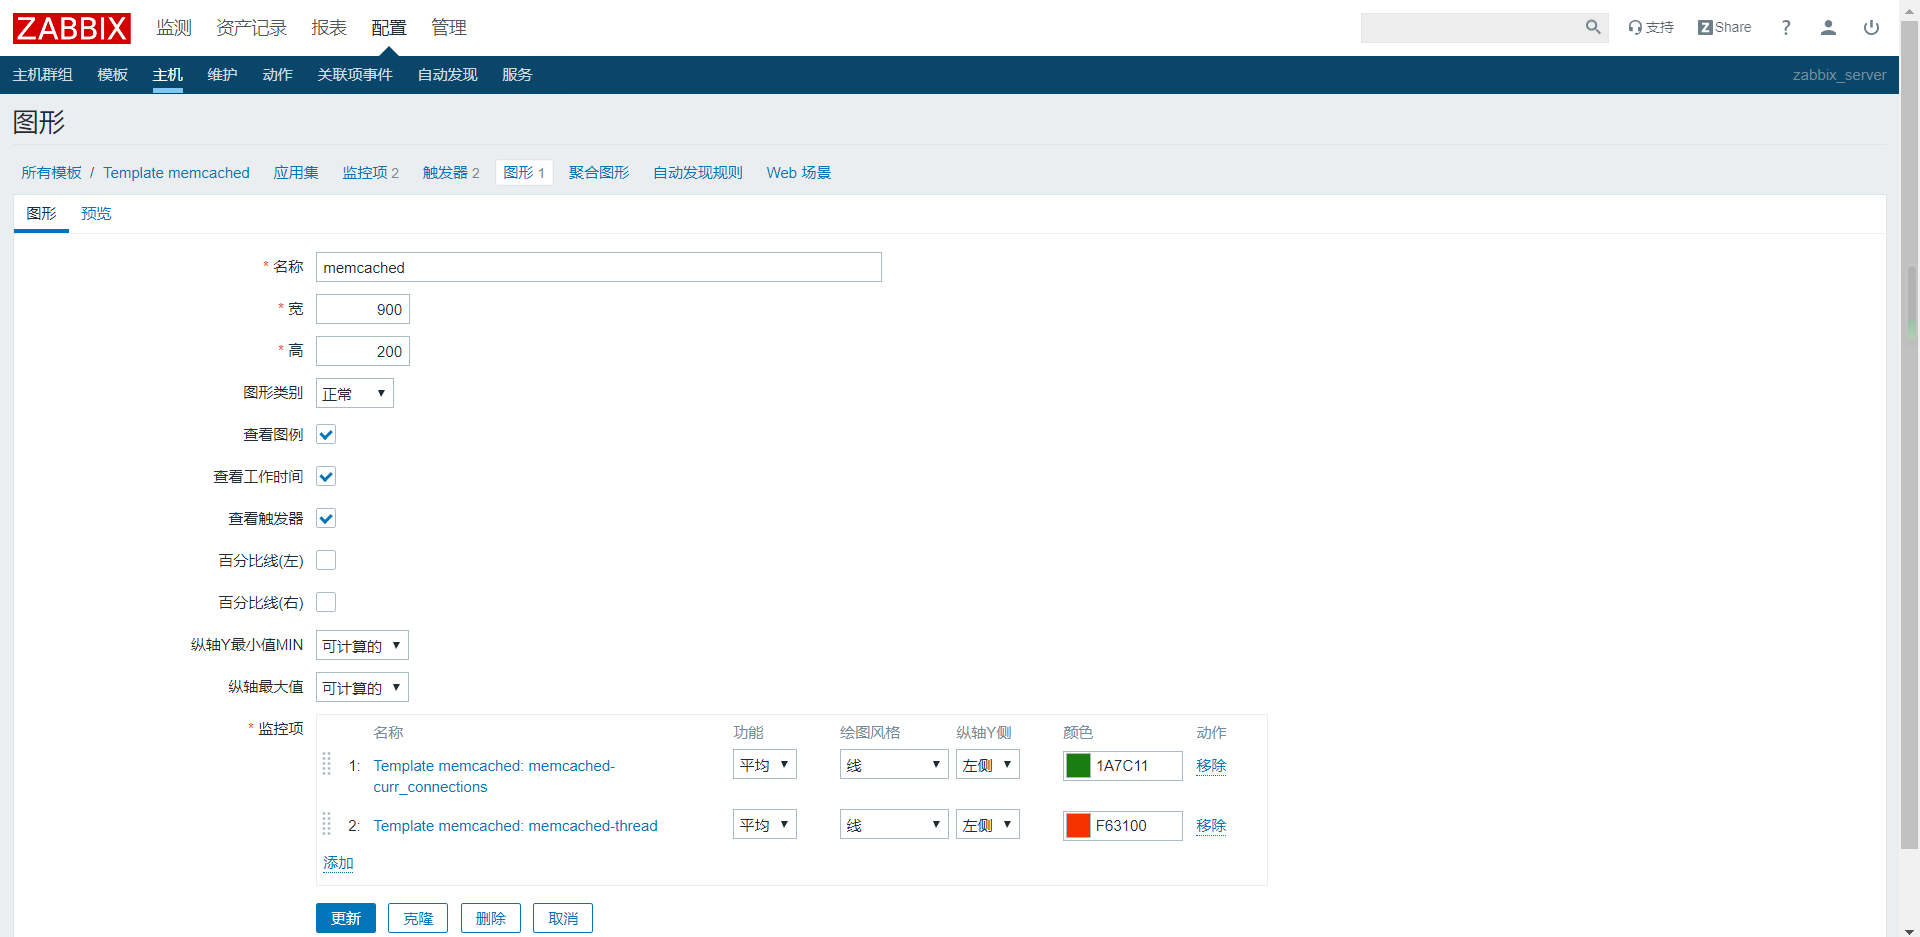 ZABBIX 监测 资产记录 报表 配置 管理 支持 Z Share ?
主机群组 模板 主机 维护 动作 关联项事件 自动发现 服务 zabbix_server
图形
所有模板 / Template memcached 应用集 监控项 2 触发器 2 图形 1 聚合图形 自动发现规则 Web 场景
图形 预览
* 名称 memcached
* 宽 900
* 高 200
图形类别 正常
查看图例
查看工作时间
查看触发器
百分比线(左)
百分比线(右)
纵轴Y最小值MIN 可计算的
纵轴最大值 可计算的
* 监控项 名称 功能 绘图风格 纵轴Y侧 颜色 动作
1: Template memcached: memcached- 平均 线 左侧 1A7C11 移除
curr_connections
2: Template memcached: memcached-thread 平均 线 左侧 F63100 移除
添加
更新 克隆 删除 取消